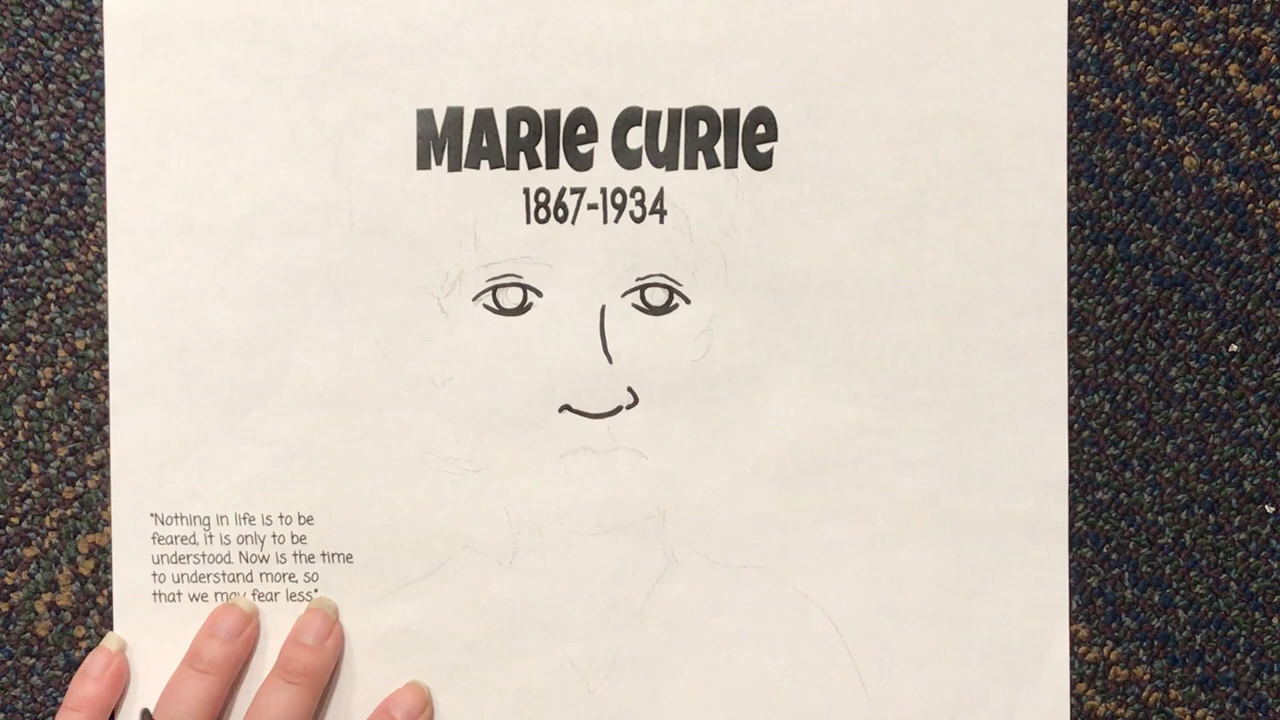 MARIE CURIE
1867-1934
"Nothing in life is to be
feared, it is only to be
understood. Now is the time
to understand more, so
that we may fear less"